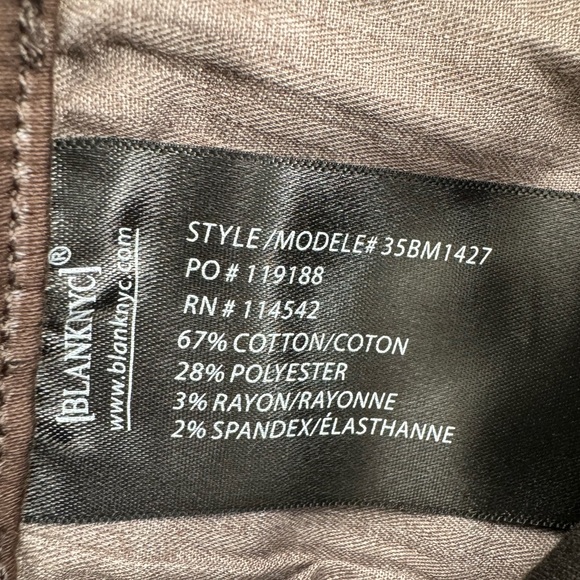 [BLANKNYC]®
www.blanknyc.com
STYLE/MODELE# 35BM1427
PO # 119188
RN # 114542
67% COTTON/COTON
28% POLYESTER
3% RAYON/RAYONNE
2% SPANDEX/ÉLASTHANNE